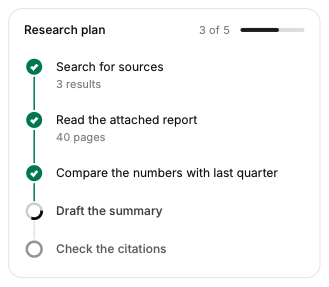 Research plan
3 of 5
Search for sources
3 results
Read the attached report
40 pages
Compare the numbers with last quarter
Draft the summary
Check the citations